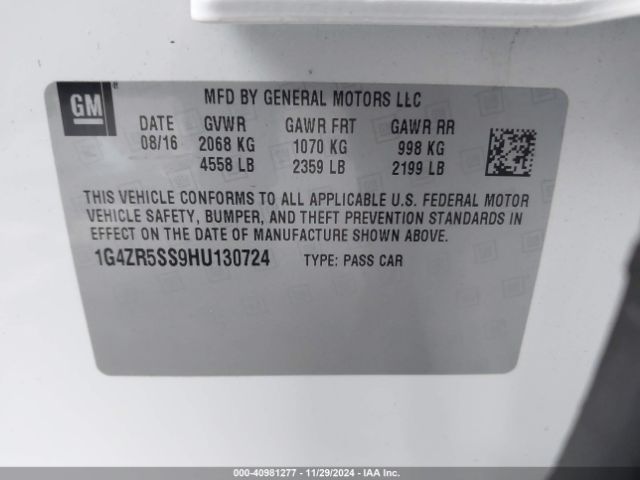 GM
®
MFD BY GENERAL MOTORS LLC
DATE GVWR GAWR FRT GAWR RR
08/16 2068 KG 1070 KG 998 KG
4558 LB 2359 LB 2199 LB
THIS VEHICLE CONFORMS TO ALL APPLICABLE U.S. FEDERAL MOTOR
VEHICLE SAFETY, BUMPER, AND THEFT PREVENTION STANDARDS IN
EFFECT ON THE DATE OF MANUFACTURE SHOWN ABOVE.
1G4ZR5SS9HU130724 TYPE: PASS CAR
000-40981277 - 11/29/2024 - IAA Inc.